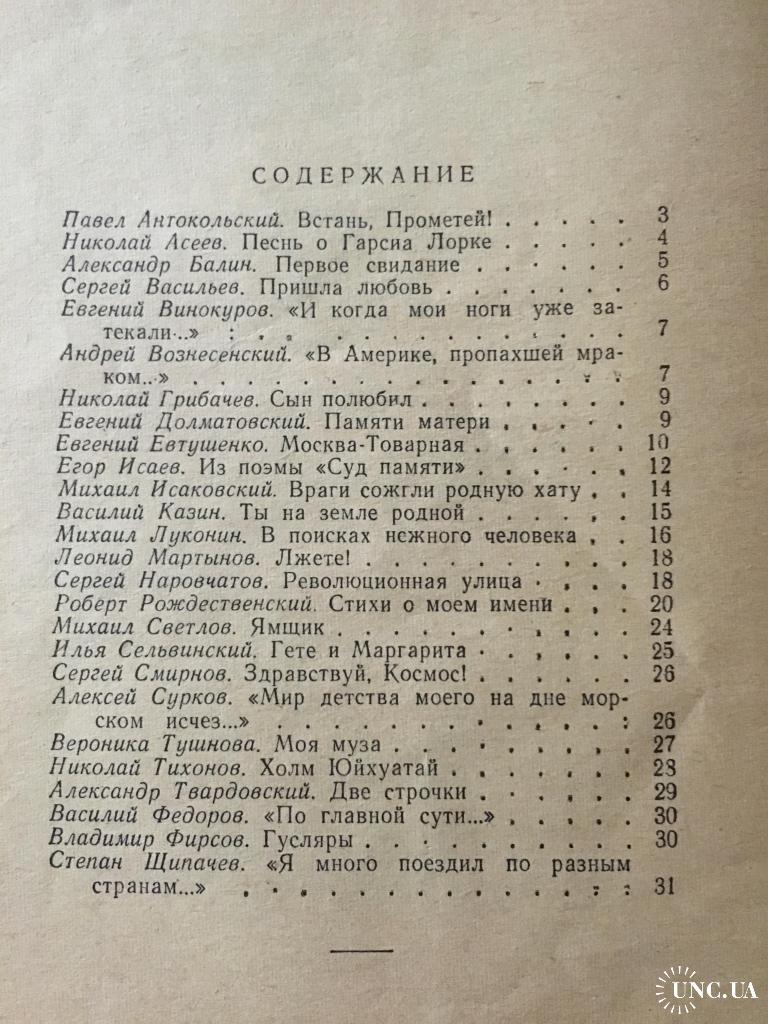 СОДЕРЖАНИЕ
Павел Антокольский. Встань, Прометей! . . . . . 3
Николай Асеев. Песнь о Гарсиа Лорке . . . . . 4
Александр Балин. Первое свидание . . . . . . 5
Сергей Васильев. Пришла любовь . . . . . . . 6
Евгений Винокуров. «И когда мои ноги уже за-
текали...» . . . . . . . . . . . 7
Андрей Вознесенский. «В Америке, пропахшей мра-
ком...» . . . . . . . . . . . . . 7
Николай Грибачев. Сын полюбил . . . . . . . . 9
Евгений Долматовский. Памяти матери . . . . . 9
Евгений Евтушенко. Москва-Товарная . . . . . . 10
Егор Исаев. Из поэмы «Суд памяти» . . . . . . 12
Михаил Исаковский. Враги сожгли родную хату . . 14
Василий Казин. Ты на земле родной . . . . . . 15
Михаил Луконин. В поисках нежного человека . . 16
Леонид Мартынов. Лжете! . . . . . . . . . . 18
Сергей Наровчатов. Революционная улица . . . . 18
Роберт Рождественский. Стихи о моем имени . . . 20
Михаил Светлов. Ямщик . . . . . . . . . . . 24
Илья Сельвинский. Гете и Маргарита . . . . . . 25
Сергей Смирнов. Здравствуй, Космос! . . . . . . 26
Алексей Сурков. «Мир детства моего на дне мор-
ском исчез...» . . . . . . . . . . . 26
Вероника Тушнова. Моя муза . . . . . . . . . 27
Николай Тихонов. Холм Юйхуатай . . . . . . . 28
Александр Твардовский. Две строчки . . . . . . 29
Василий Федоров. «По главной сути...» . . . . . 30
Владимир Фирсов. Гусляры . . . . . . . . . . 30
Степан Щипачев. «Я много поездил по разным
странам...» . . . . . . . . . . . . . 31
UNC.UA